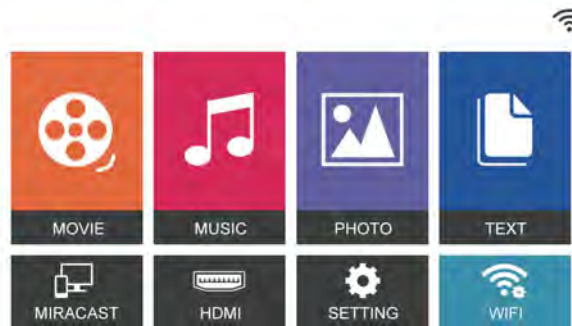 MOVIE
MUSIC
PHOTO
TEXT
MIRACAST
HDMI
SETTING
WIFI